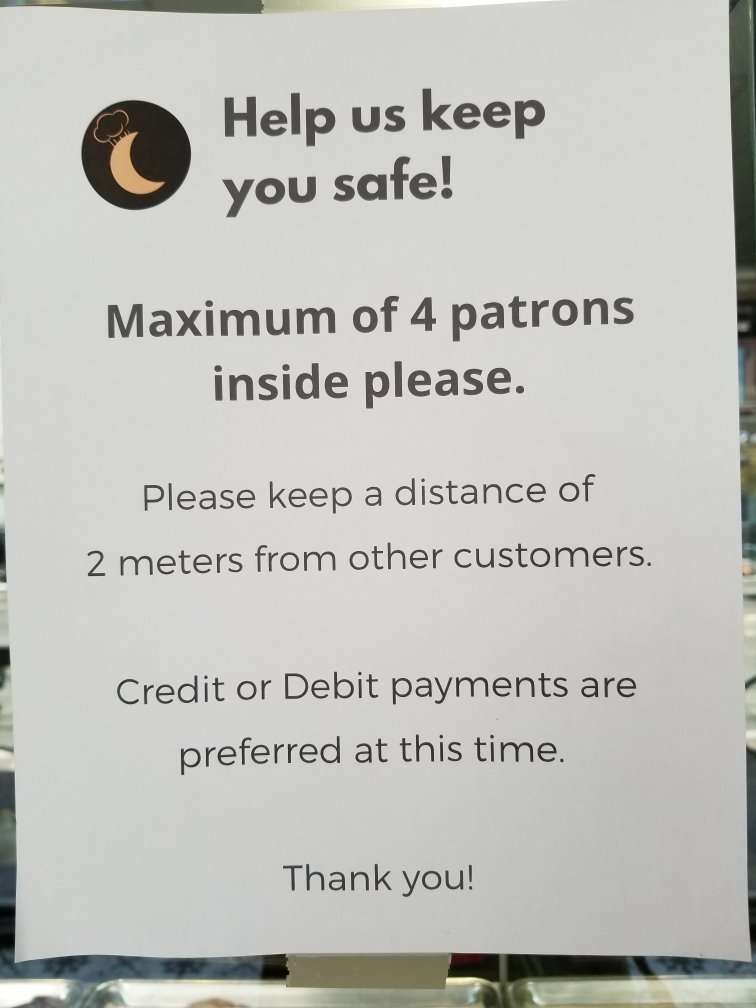 Help us keep
you safe!
Maximum of 4 patrons
inside please.
Please keep a distance of
2 meters from other customers.
Credit or Debit payments are
preferred at this time.
Thank you!